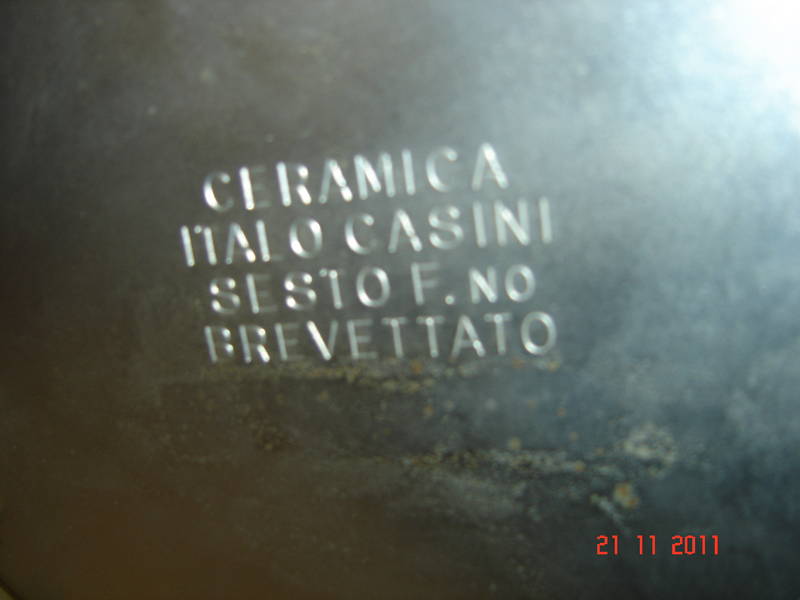 CERAMICA
ITALO CASINI
SESTO F. NO
BREVETTATO
21 11 2011